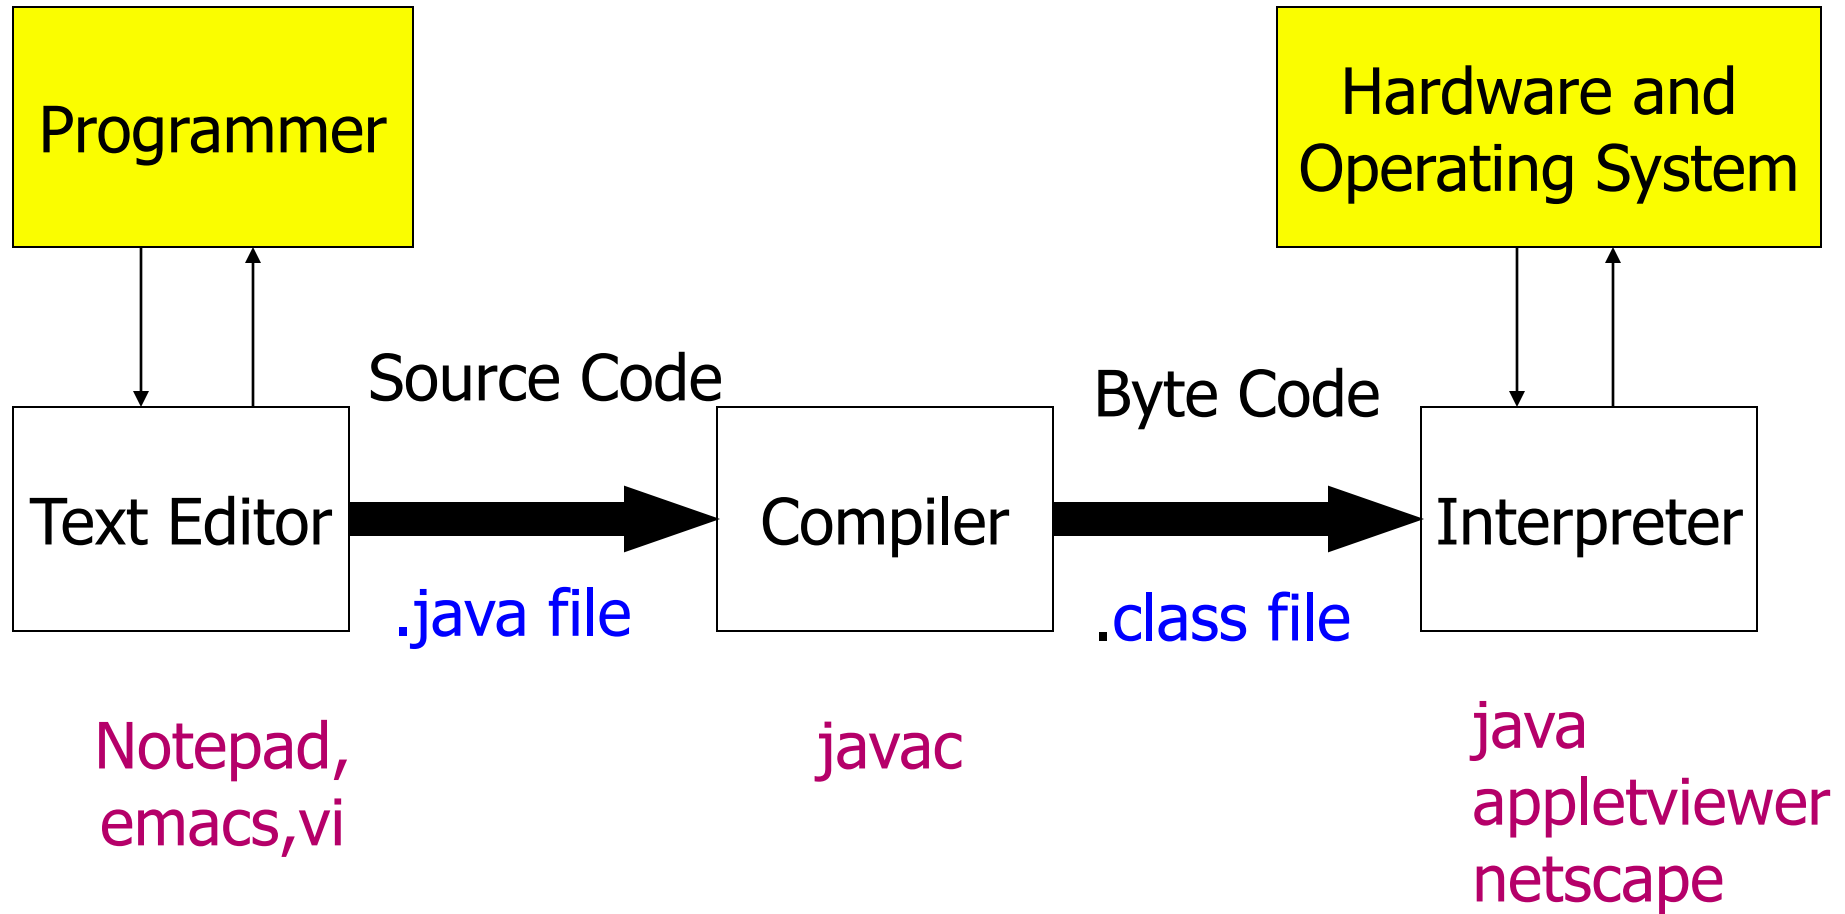 Programmer
Hardware and
Operating System
Source Code
Byte Code
Text Editor
Compiler
Interpreter
.java file
.class file
Notepad,
emacs,vi
javac
java
appletviewer
netscape